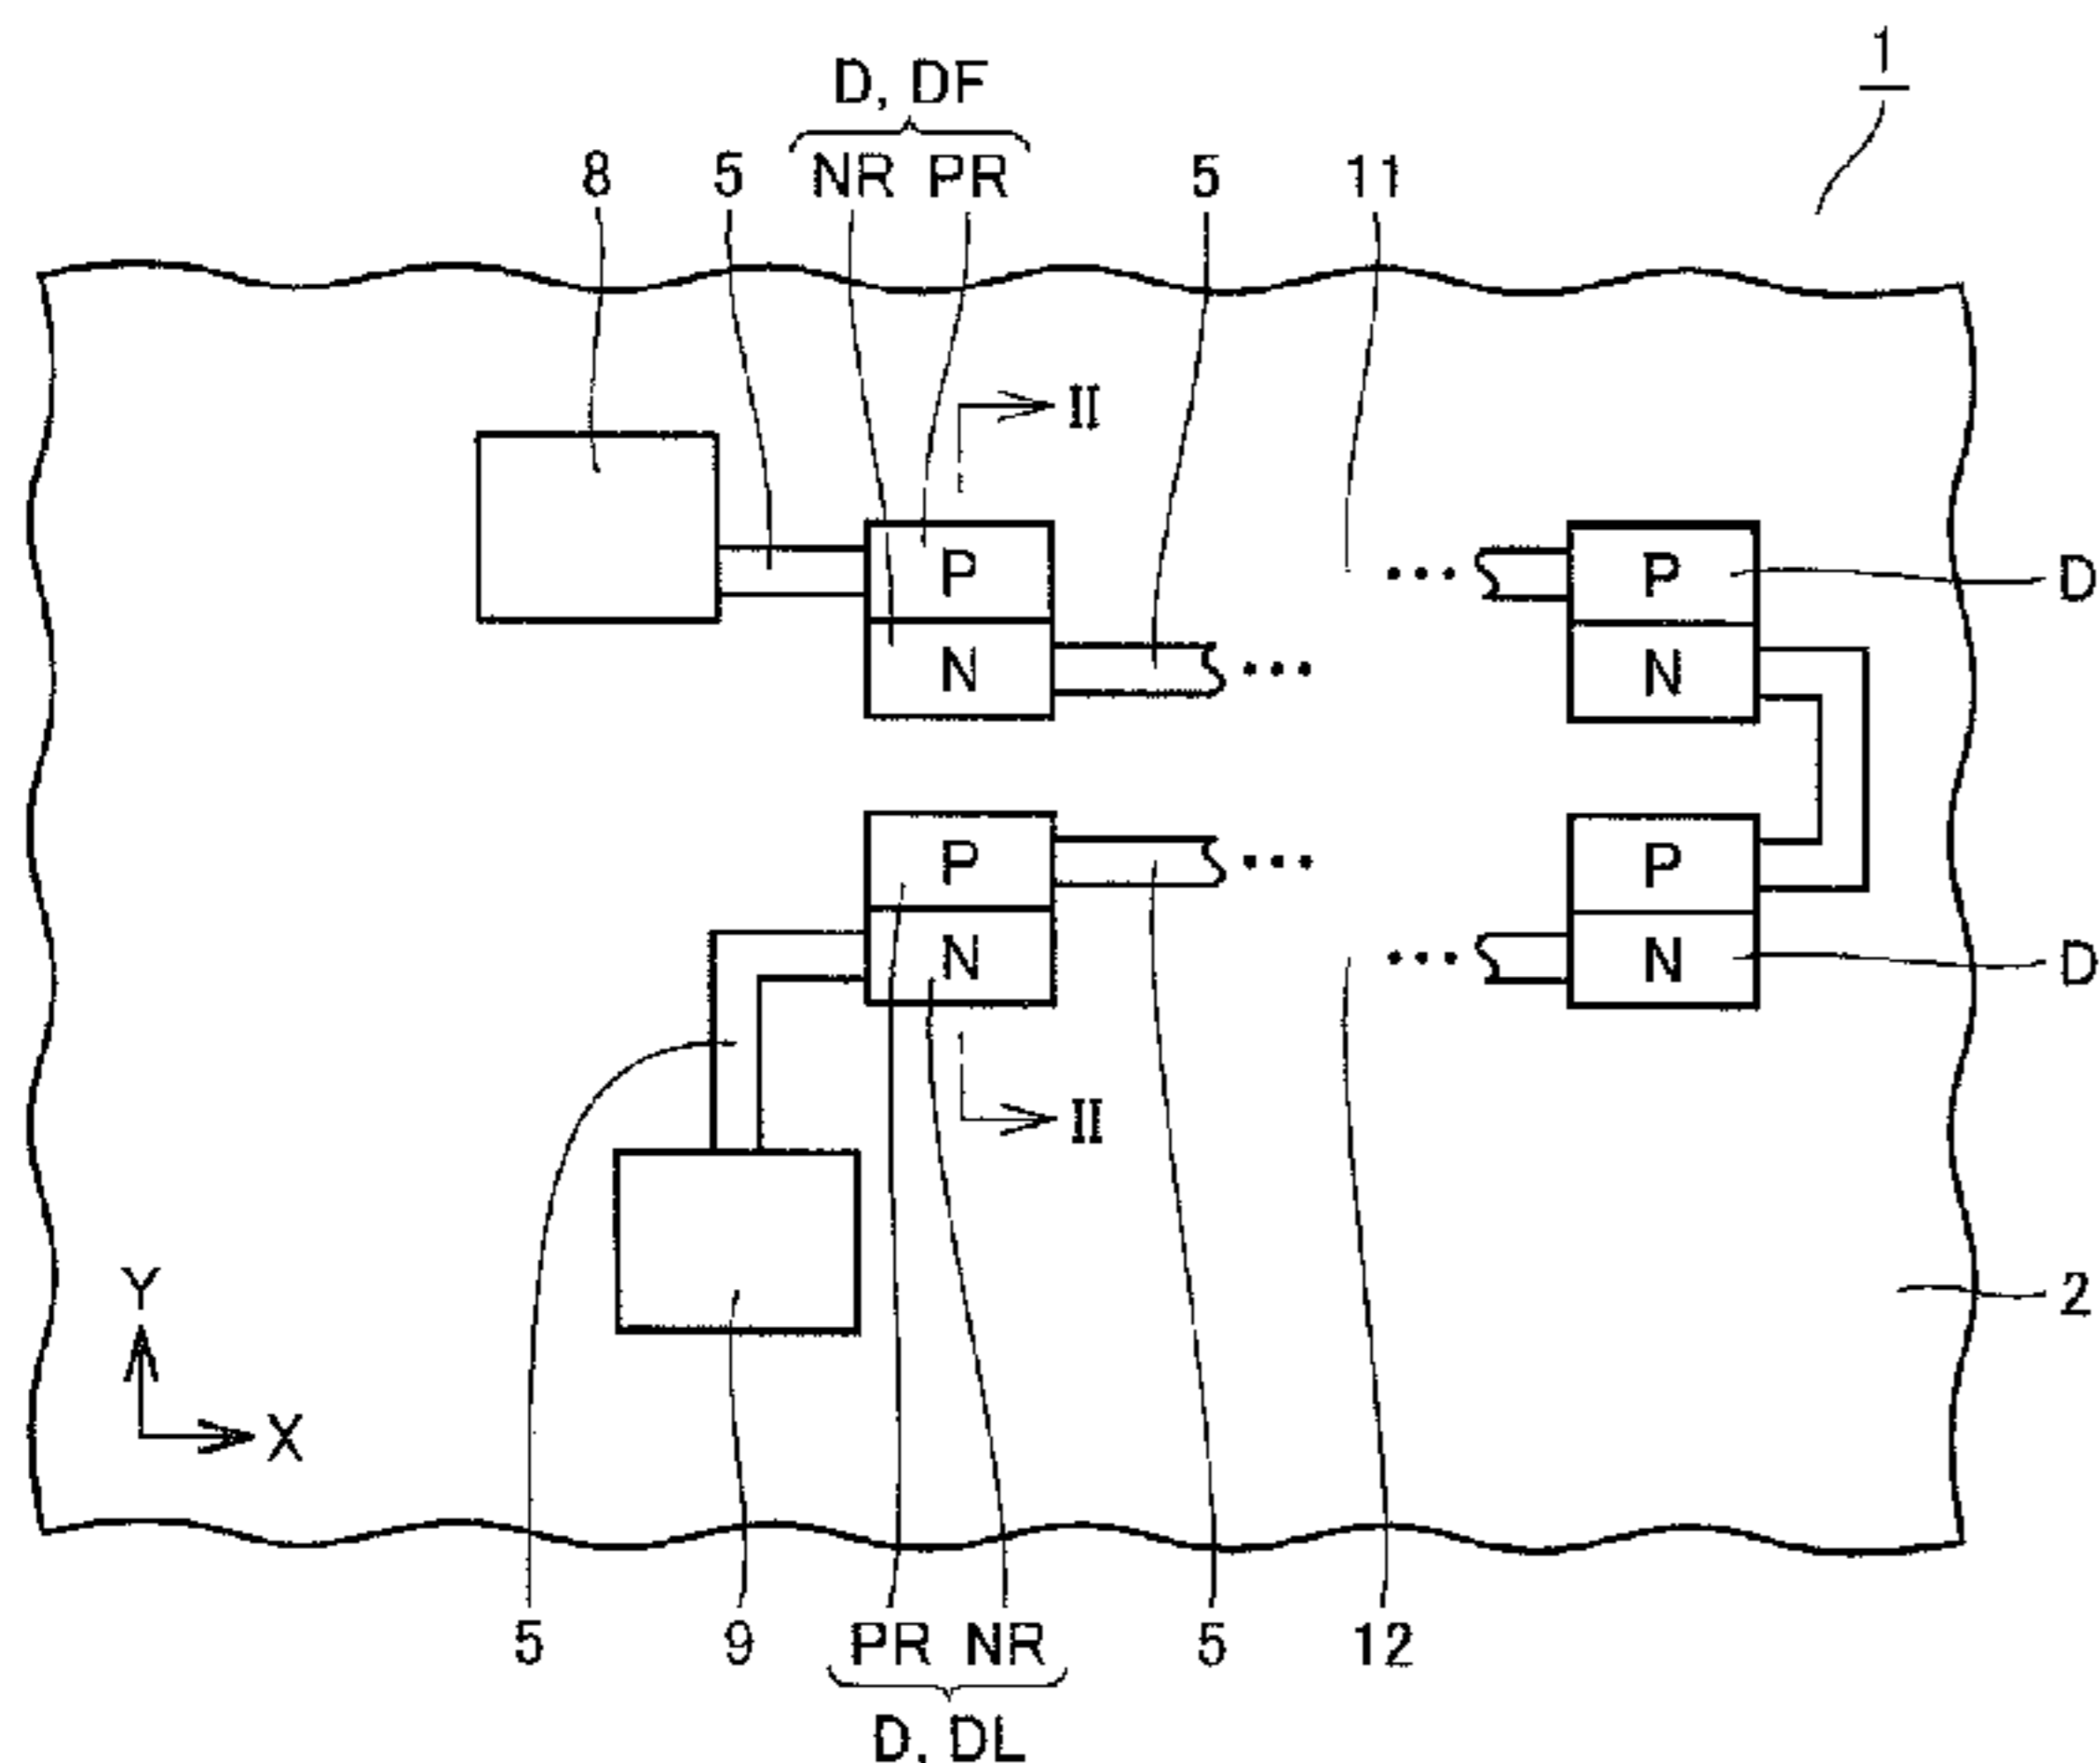 1
D, DF
8 5 NR PR 5 11
II
P P D
N N
P P
N N D
II
2
Y
X
5 9 PR NR 5 12
D, DL